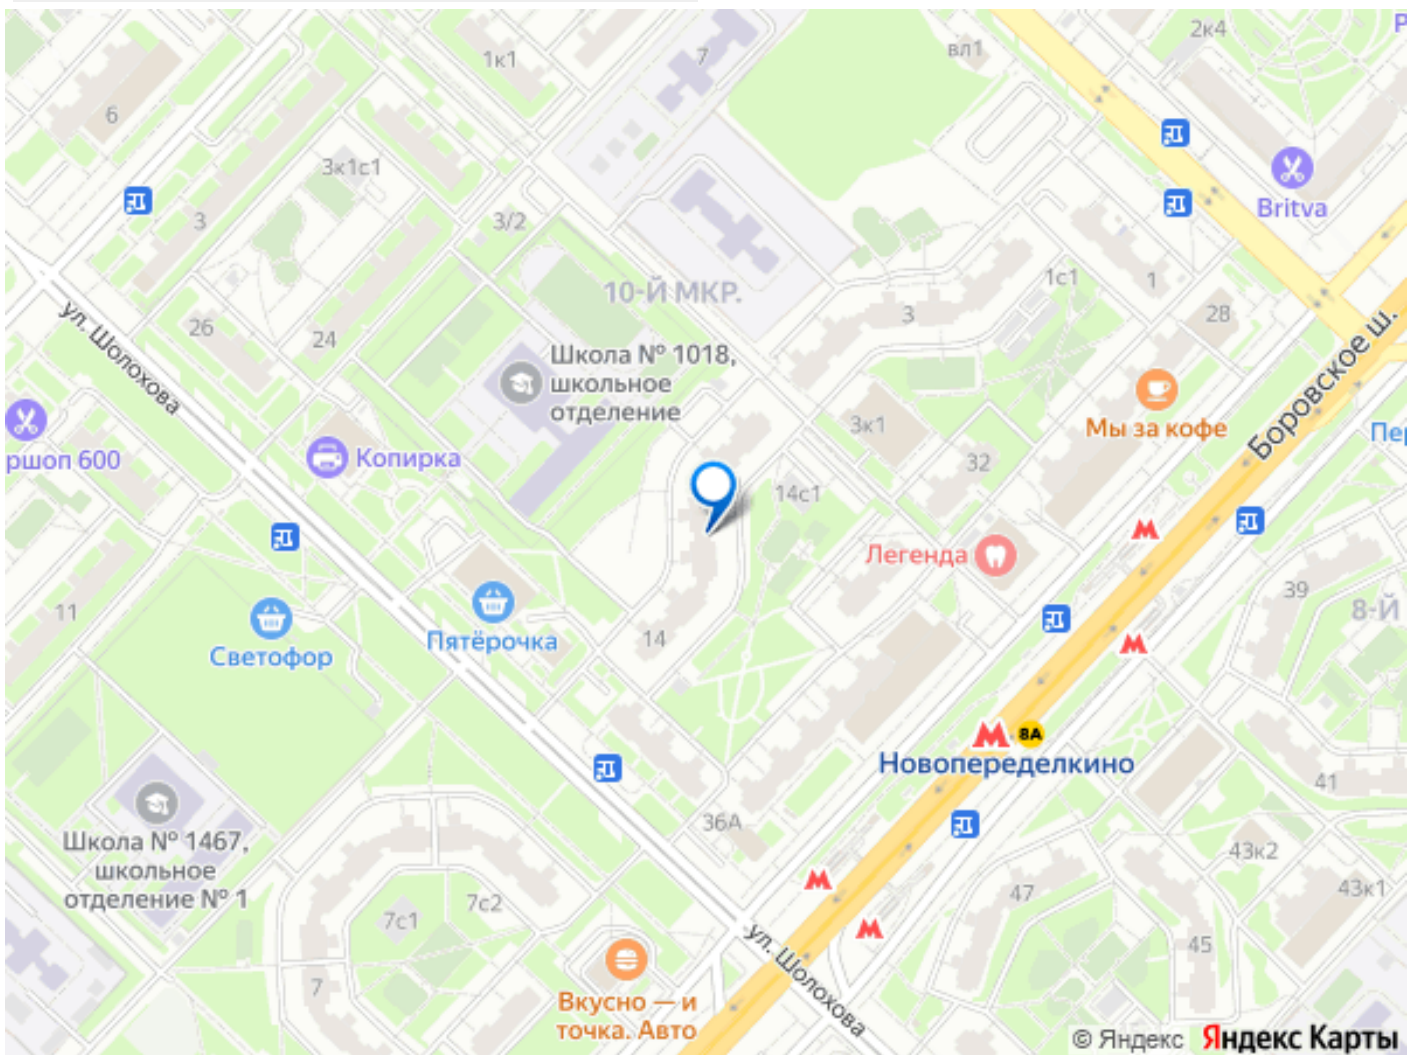 2к4
1к1
7
вл1
6
3к1с1
Britva
3
3/2
10-Й МКР.
1с1
1
26
24
3
28
ул. Шолохова
Школа № 1018,
школьное
отделение
Боровское ш.
Мы за кофе
3к1
ршоп 600
Копирка
32
14с1
Легенда
11
39
8-Й
Светофор
Пятёрочка
14
8А
Новопеределкино
41
36А
Школа № 1467,
школьное
отделение № 1
43к2
43к1
47
7с1
7с2
45
ул. Шолохова
7
Вкусно — и
точка. Авто
© Яндекс Яндекс Карты